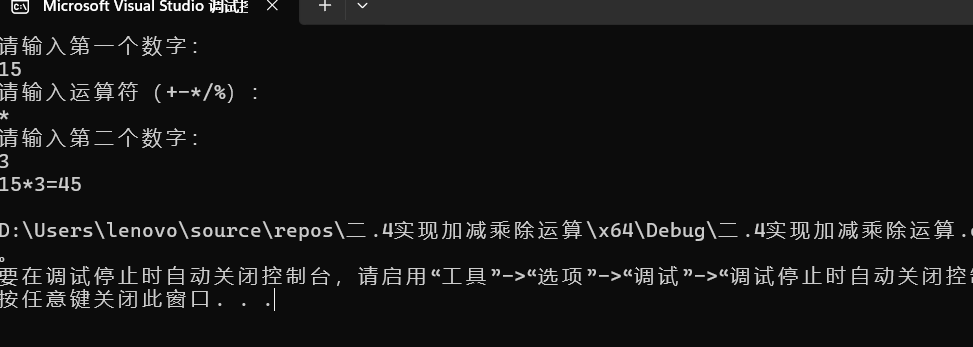 Microsoft Visual Studio 调试控
请输入第一个数字：
15
请输入运算符（+-*/%）：
*
请输入第二个数字：
3
15*3=45
D:\Users\lenovo\source\repos\二.4实现加减乘除运算\x64\Debug\二.4实现加减乘除运算.
。
要在调试停止时自动关闭控制台，请启用“工具”->“选项”->“调试”->“调试停止时自动关闭控
按任意键关闭此窗口. . .